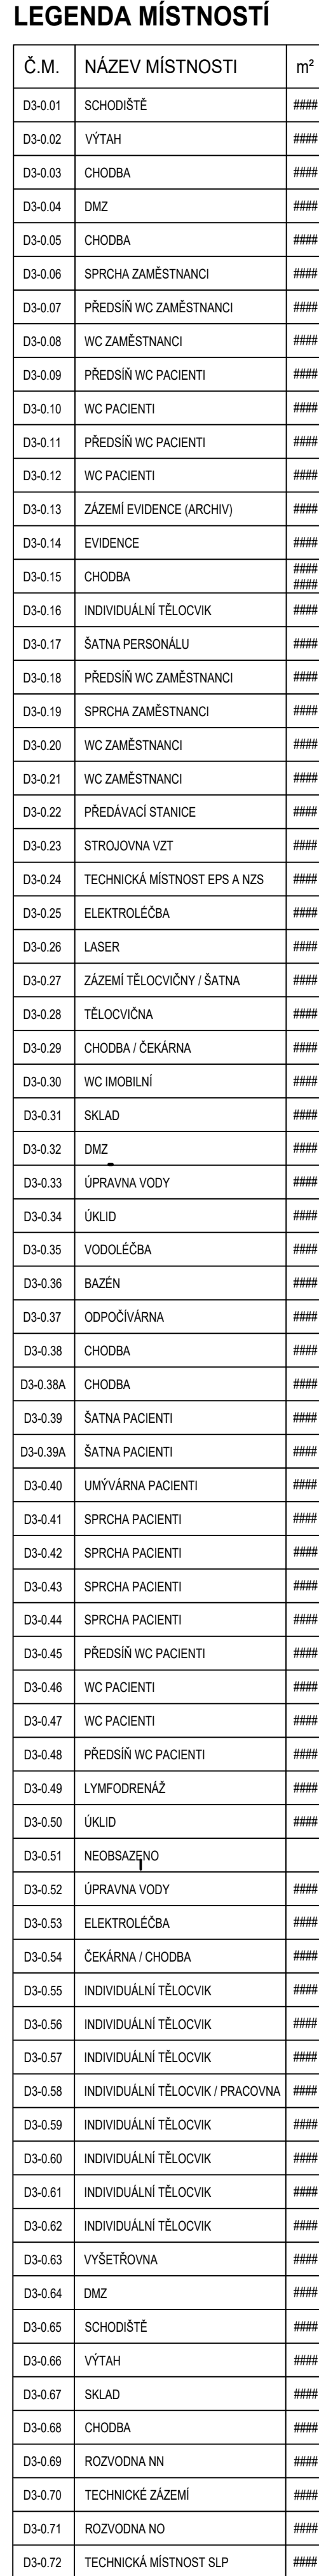 LEGENDA MÍSTNOSTÍ
Č.M. NÁZEV MÍSTNOSTI m²
D3-0.01 SCHODIŠTĚ ####
D3-0.02 VÝTAH ####
D3-0.03 CHODBA ####
D3-0.04 DMZ ####
D3-0.05 CHODBA ####
D3-0.06 SPRCHA ZAMĚSTNANCI ####
D3-0.07 PŘEDSÍŇ WC ZAMĚSTNANCI ####
D3-0.08 WC ZAMĚSTNANCI ####
D3-0.09 PŘEDSÍŇ WC PACIENTI ####
D3-0.10 WC PACIENTI ####
D3-0.11 PŘEDSÍŇ WC PACIENTI ####
D3-0.12 WC PACIENTI ####
D3-0.13 ZÁZEMÍ EVIDENCE (ARCHIV) ####
D3-0.14 EVIDENCE ####
D3-0.15 CHODBA ####
####
D3-0.16 INDIVIDUÁLNÍ TĚLOCVIK ####
D3-0.17 ŠATNA PERSONÁLU ####
D3-0.18 PŘEDSÍŇ WC ZAMĚSTNANCI ####
D3-0.19 SPRCHA ZAMĚSTNANCI ####
D3-0.20 WC ZAMĚSTNANCI ####
D3-0.21 WC ZAMĚSTNANCI ####
D3-0.22 PŘEDÁVACÍ STANICE ####
D3-0.23 STROJOVNA VZT ####
D3-0.24 TECHNICKÁ MÍSTNOST EPS A NZS ####
D3-0.25 ELEKTROLÉČBA ####
D3-0.26 LASER ####
D3-0.27 ZÁZEMÍ TĚLOCVIČNY / ŠATNA ####
D3-0.28 TĚLOCVIČNA ####
D3-0.29 CHODBA / ČEKÁRNA ####
D3-0.30 WC IMOBILNÍ ####
D3-0.31 SKLAD ####
D3-0.32 DMZ ####
D3-0.33 ÚPRAVNA VODY ####
D3-0.34 ÚKLID ####
D3-0.35 VODOLÉČBA ####
D3-0.36 BAZÉN ####
D3-0.37 ODPOČÍVÁRNA ####
D3-0.38 CHODBA ####
D3-0.38A CHODBA ####
D3-0.39 ŠATNA PACIENTI ####
D3-0.39A ŠATNA PACIENTI ####
D3-0.40 UMÝVÁRNA PACIENTI ####
D3-0.41 SPRCHA PACIENTI ####
D3-0.42 SPRCHA PACIENTI ####
D3-0.43 SPRCHA PACIENTI ####
D3-0.44 SPRCHA PACIENTI ####
D3-0.45 PŘEDSÍŇ WC PACIENTI ####
D3-0.46 WC PACIENTI ####
D3-0.47 WC PACIENTI ####
D3-0.48 PŘEDSÍŇ WC PACIENTI ####
D3-0.49 LYMFODRENÁŽ ####
D3-0.50 ÚKLID ####
D3-0.51 NEOBSAZENO
D3-0.52 ÚPRAVNA VODY ####
D3-0.53 ELEKTROLÉČBA ####
D3-0.54 ČEKÁRNA / CHODBA ####
D3-0.55 INDIVIDUÁLNÍ TĚLOCVIK ####
D3-0.56 INDIVIDUÁLNÍ TĚLOCVIK ####
D3-0.57 INDIVIDUÁLNÍ TĚLOCVIK ####
D3-0.58 INDIVIDUÁLNÍ TĚLOCVIK / PRACOVNA ####
D3-0.59 INDIVIDUÁLNÍ TĚLOCVIK ####
D3-0.60 INDIVIDUÁLNÍ TĚLOCVIK ####
D3-0.61 INDIVIDUÁLNÍ TĚLOCVIK ####
D3-0.62 INDIVIDUÁLNÍ TĚLOCVIK ####
D3-0.63 VYŠETŘOVNA ####
D3-0.64 DMZ ####
D3-0.65 SCHODIŠTĚ ####
D3-0.66 VÝTAH ####
D3-0.67 SKLAD ####
D3-0.68 CHODBA ####
D3-0.69 ROZVODNA NN ####
D3-0.70 TECHNICKÉ ZÁZEMÍ ####
D3-0.71 ROZVODNA NO ####
D3-0.72 TECHNICKÁ MÍSTNOST SLP ####